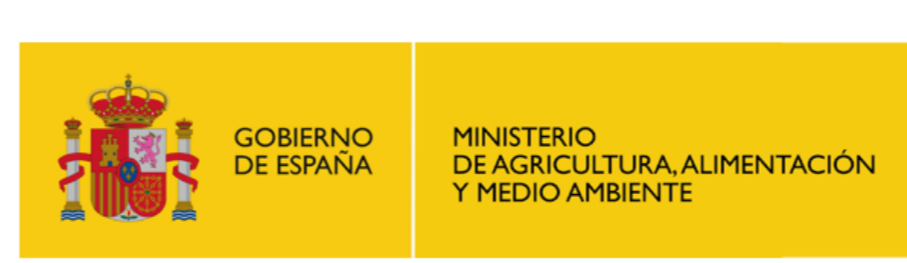 GOBIERNO
DE ESPAÑA
MINISTERIO
DE AGRICULTURA, ALIMENTACIÓN
Y MEDIO AMBIENTE